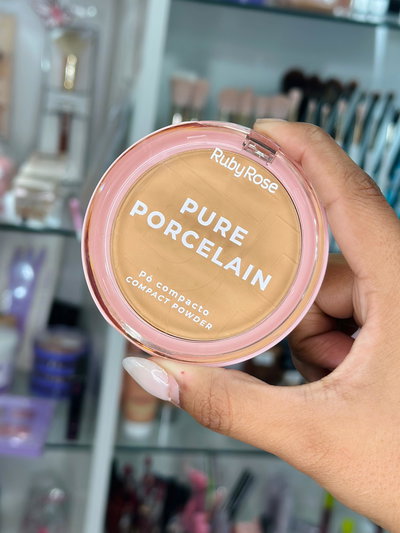 RubyRose
PURE
PORCELAIN
Pó compacto
COMPACT POWDER